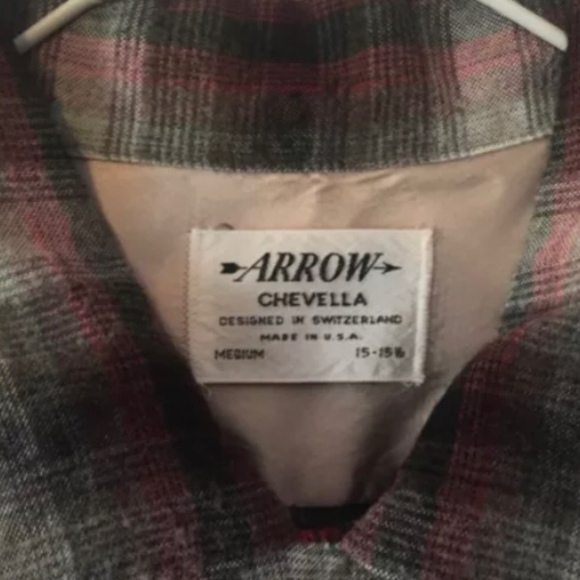 ARROW
CHEVELLA
DESIGNED IN SWITZERLAND
MADE IN U.S.A.
MEDIUM 15-15½